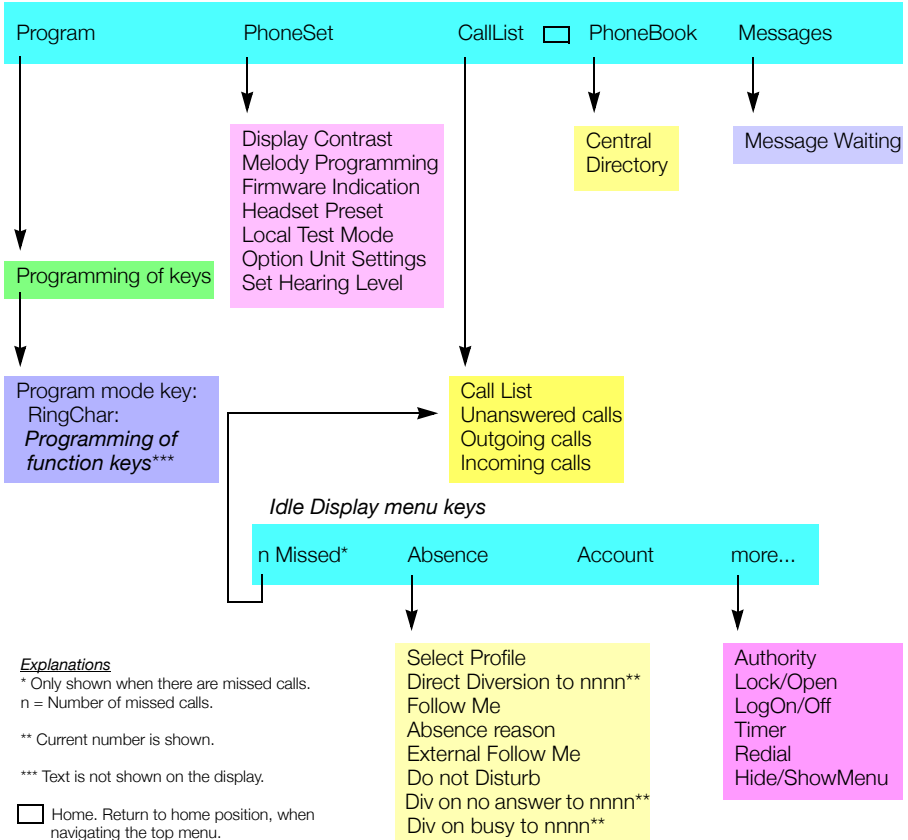 Program PhoneSet CallList PhoneBook Messages
Display Contrast
Melody Programming
Firmware Indication
Headset Preset
Local Test Mode
Option Unit Settings
Set Hearing Level
Central
Directory
Message Waiting
Programming of keys
Program mode key:
RingChar:
Programming of
function keys***
Call List
Unanswered calls
Outgoing calls
Incoming calls
Idle Display menu keys
n Missed* Absence Account more...
Select Profile
Direct Diversion to nnnn**
Follow Me
Absence reason
External Follow Me
Do not Disturb
Div on no answer to nnnn**
Div on busy to nnnn**
Authority
Lock/Open
LogOn/Off
Timer
Redial
Hide/ShowMenu
Explanations
* Only shown when there are missed calls.
n = Number of missed calls.
** Current number is shown.
*** Text is not shown on the display.
Home. Return to home position, when
navigating the top menu.